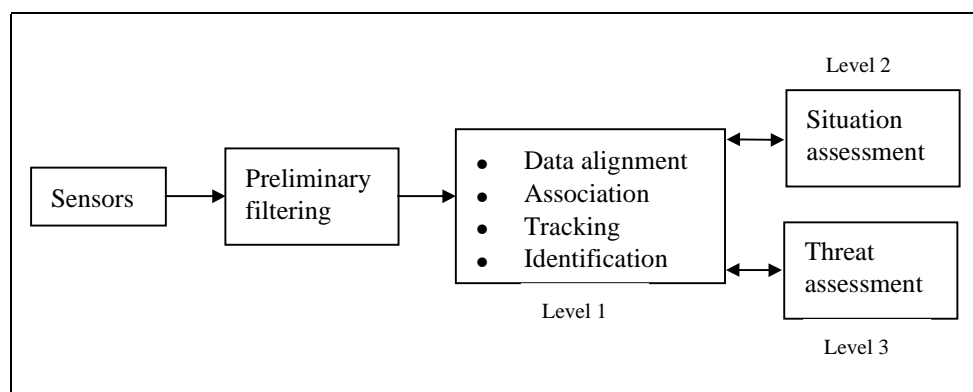 Sensors
Preliminary
filtering
● Data alignment
● Association
● Tracking
● Identification
Level 1
Level 2
Situation
assessment
Threat
assessment
Level 3